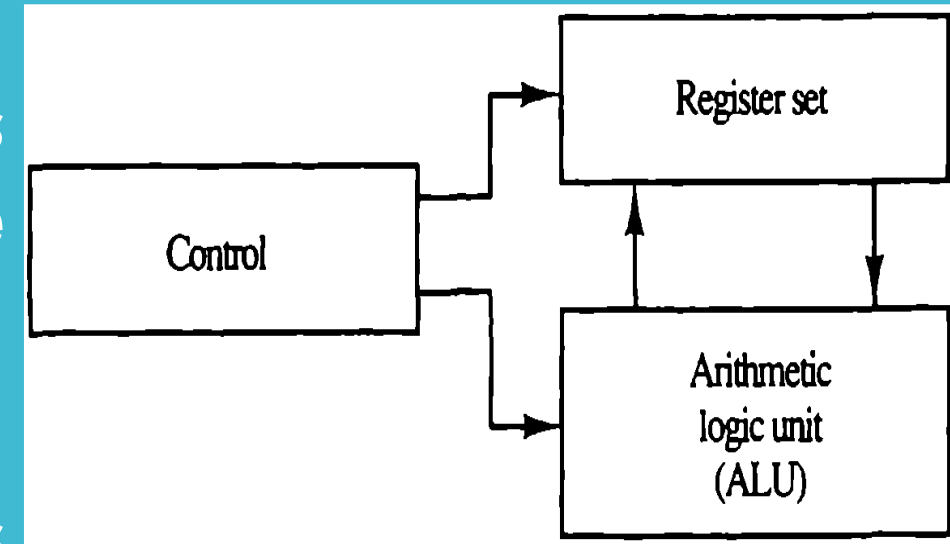 Register set
Control
Arithmetic
logic unit
(ALU)